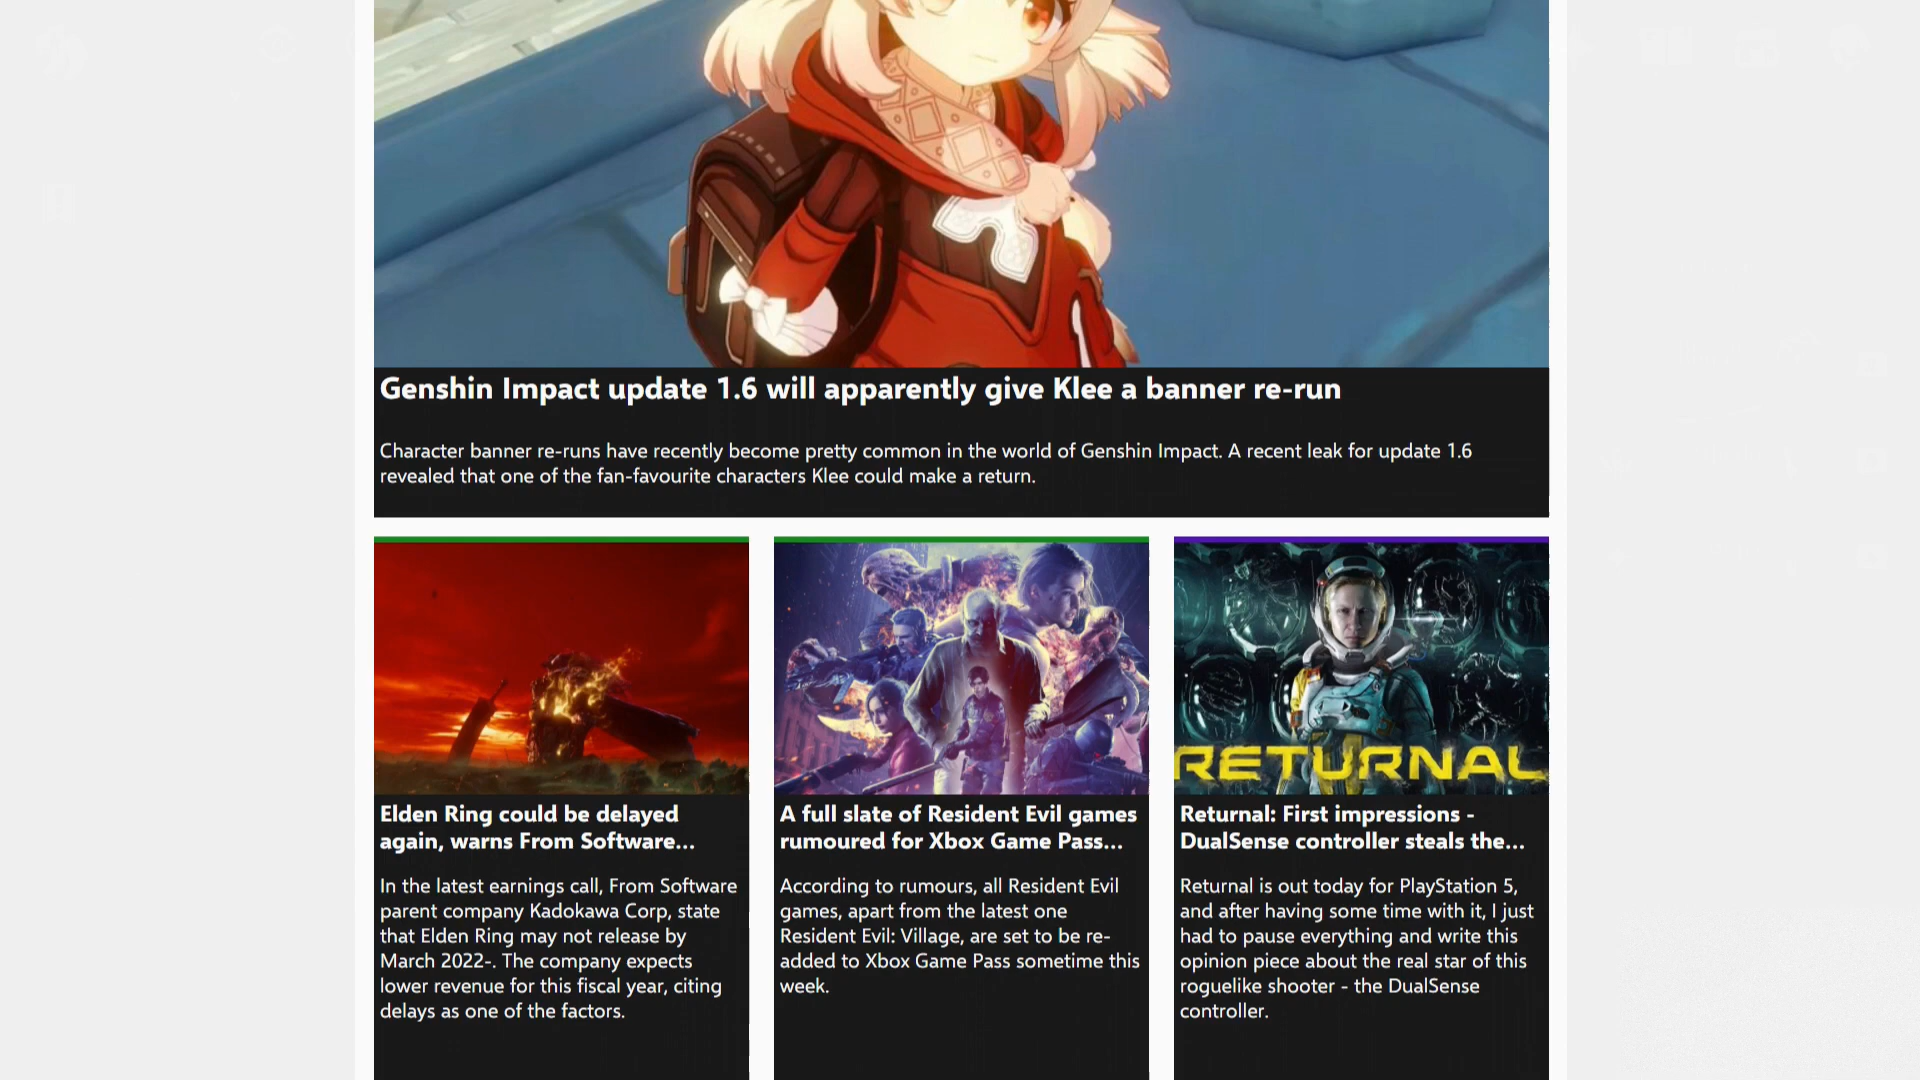 Genshin Impact update 1.6 will apparently give Klee a banner re-run
Character banner re-runs have recently become pretty common in the world of Genshin Impact. A recent leak for update 1.6
revealed that one of the fan-favourite characters Klee could make a return.
RETURNAL
Elden Ring could be delayed
again, warns From Software...
In the latest earnings call, From Software
parent company Kadokawa Corp, state
that Elden Ring may not release by
March 2022-. The company expects
lower revenue for this fiscal year, citing
delays as one of the factors.
A full slate of Resident Evil games
rumoured for Xbox Game Pass...
According to rumours, all Resident Evil
games, apart from the latest one
Resident Evil: Village, are set to be re-
added to Xbox Game Pass sometime this
week.
Returnal: First impressions -
DualSense controller steals the...
Returnal is out today for PlayStation 5,
and after having some time with it, I just
had to pause everything and write this
opinion piece about the real star of this
roguelike shooter - the DualSense
controller.